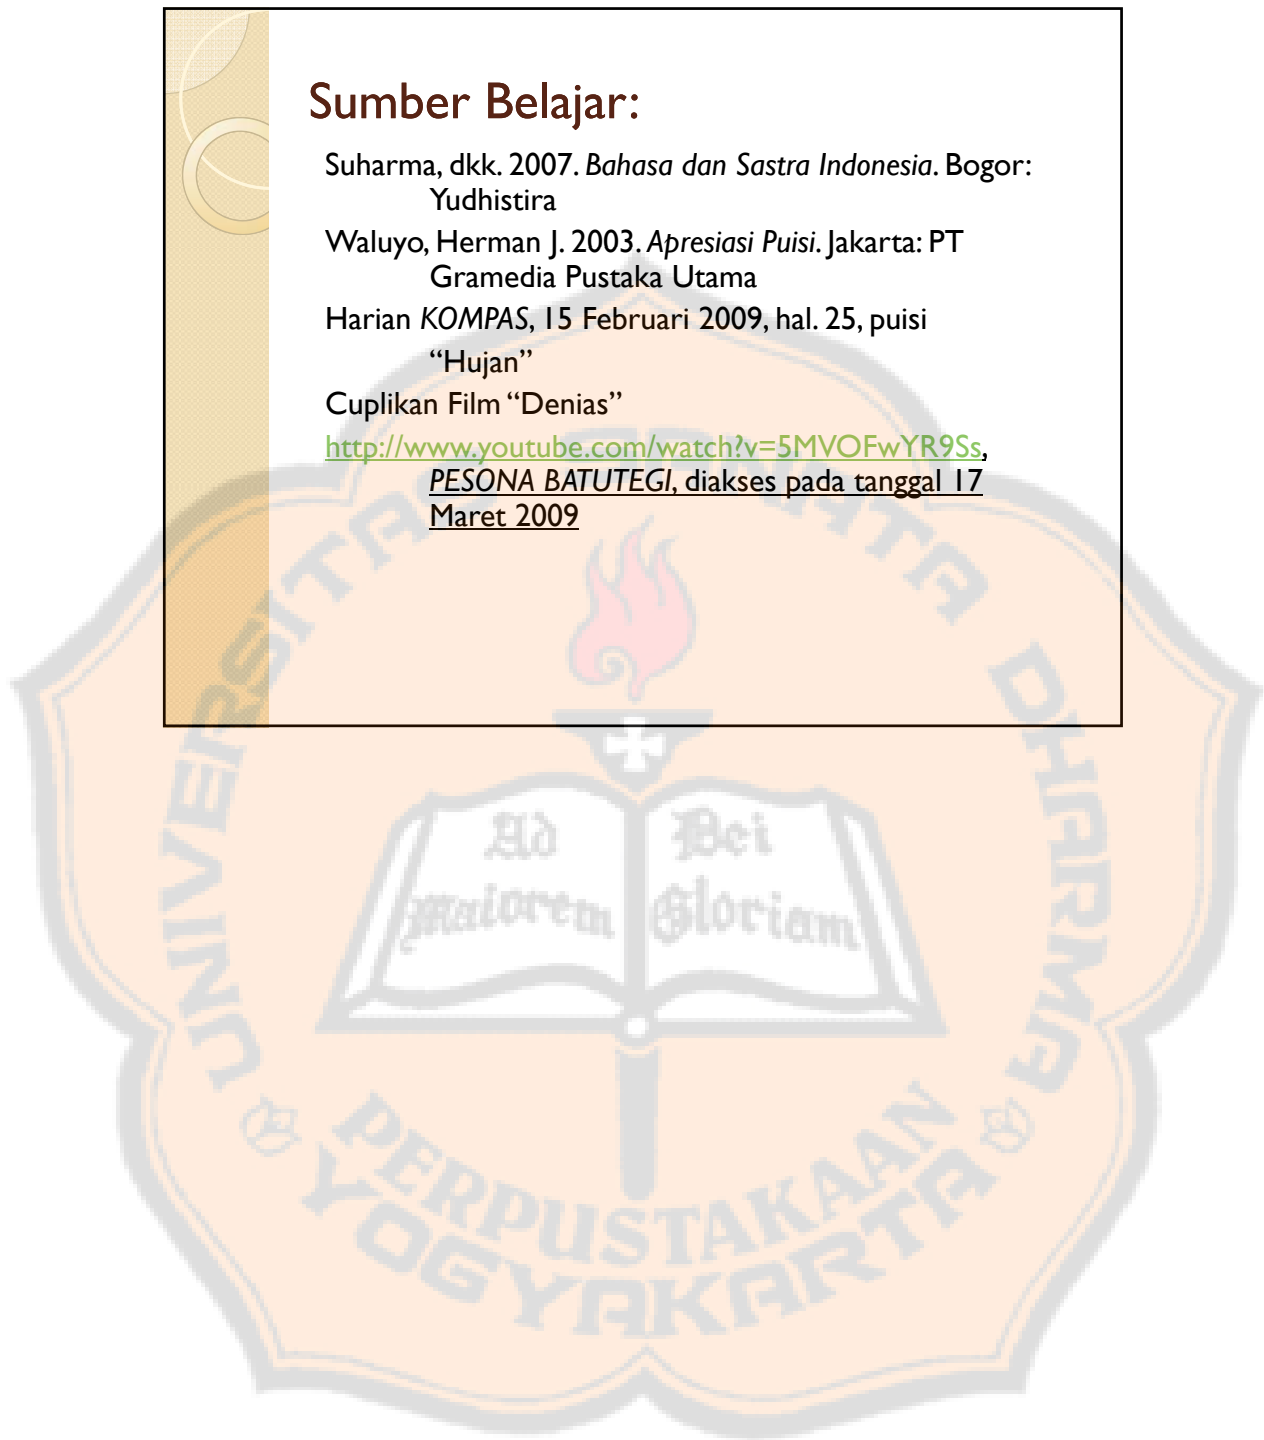 Sumber Belajar:
Suharma, dkk. 2007. Bahasa dan Sastra Indonesia. Bogor:
Yudhistira
Waluyo, Herman J. 2003. Apresiasi Puisi. Jakarta: PT
Gramedia Pustaka Utama
Harian KOMPAS, 15 Februari 2009, hal. 25, puisi
“Hujan”
Cuplikan Film “Denias”
http://www.youtube.com/watch?v=5MVOFwYR9Ss,
PESONA BATUTEGI, diakses pada tanggal 17
Maret 2009
UNIVERSITAS SANATA DHARMA
Ad Dei
maiorem Gloriam
PERPUSTAKAAN
YOGYAKARTA